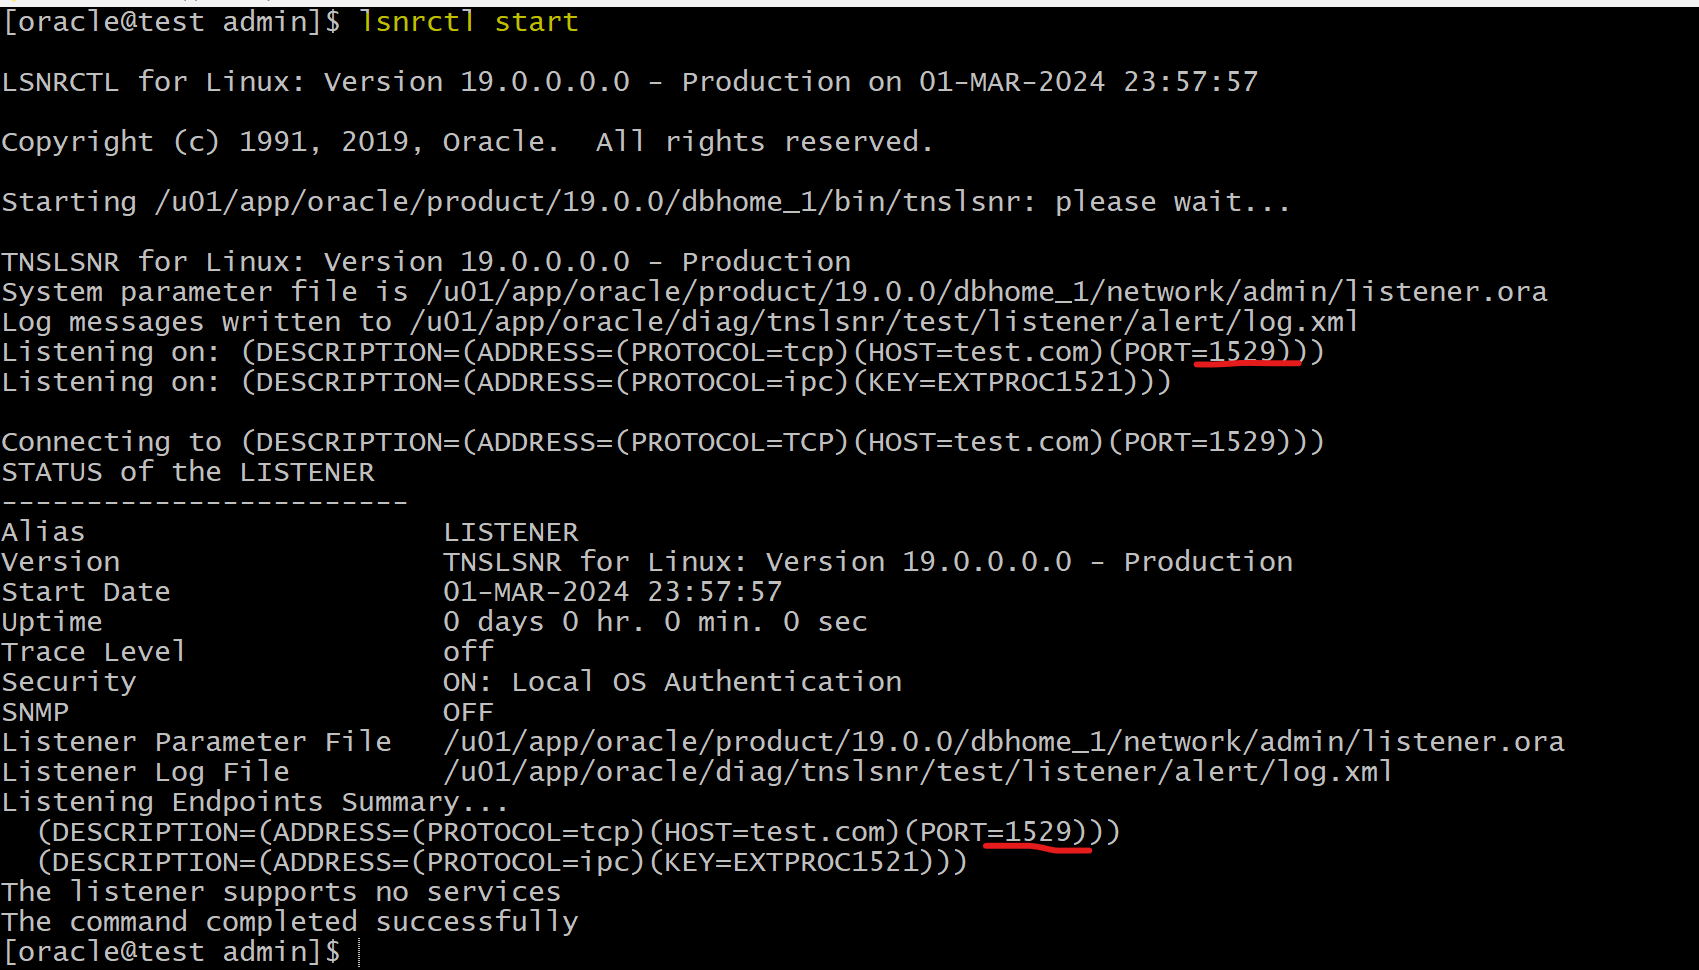 [oracle@test admin]$ lsnrctl start
LSNRCTL for Linux: Version 19.0.0.0.0 - Production on 01-MAR-2024 23:57:57
Copyright (c) 1991, 2019, Oracle.  All rights reserved.
Starting /u01/app/oracle/product/19.0.0/dbhome_1/bin/tnslsnr: please wait...
TNSLSNR for Linux: Version 19.0.0.0.0 - Production
System parameter file is /u01/app/oracle/product/19.0.0/dbhome_1/network/admin/listener.ora
Log messages written to /u01/app/oracle/diag/tnslsnr/test/listener/alert/log.xml
Listening on: (DESCRIPTION=(ADDRESS=(PROTOCOL=tcp)(HOST=test.com)(PORT=1529)))
Listening on: (DESCRIPTION=(ADDRESS=(PROTOCOL=ipc)(KEY=EXTPROC1521)))
Connecting to (DESCRIPTION=(ADDRESS=(PROTOCOL=TCP)(HOST=test.com)(PORT=1529)))
STATUS of the LISTENER
------------------------
Alias                     LISTENER
Version                   TNSLSNR for Linux: Version 19.0.0.0.0 - Production
Start Date                01-MAR-2024 23:57:57
Uptime                    0 days 0 hr. 0 min. 0 sec
Trace Level               off
Security                  ON: Local OS Authentication
SNMP                      OFF
Listener Parameter File   /u01/app/oracle/product/19.0.0/dbhome_1/network/admin/listener.ora
Listener Log File         /u01/app/oracle/diag/tnslsnr/test/listener/alert/log.xml
Listening Endpoints Summary...
  (DESCRIPTION=(ADDRESS=(PROTOCOL=tcp)(HOST=test.com)(PORT=1529)))
  (DESCRIPTION=(ADDRESS=(PROTOCOL=ipc)(KEY=EXTPROC1521)))
The listener supports no services
The command completed successfully
[oracle@test admin]$